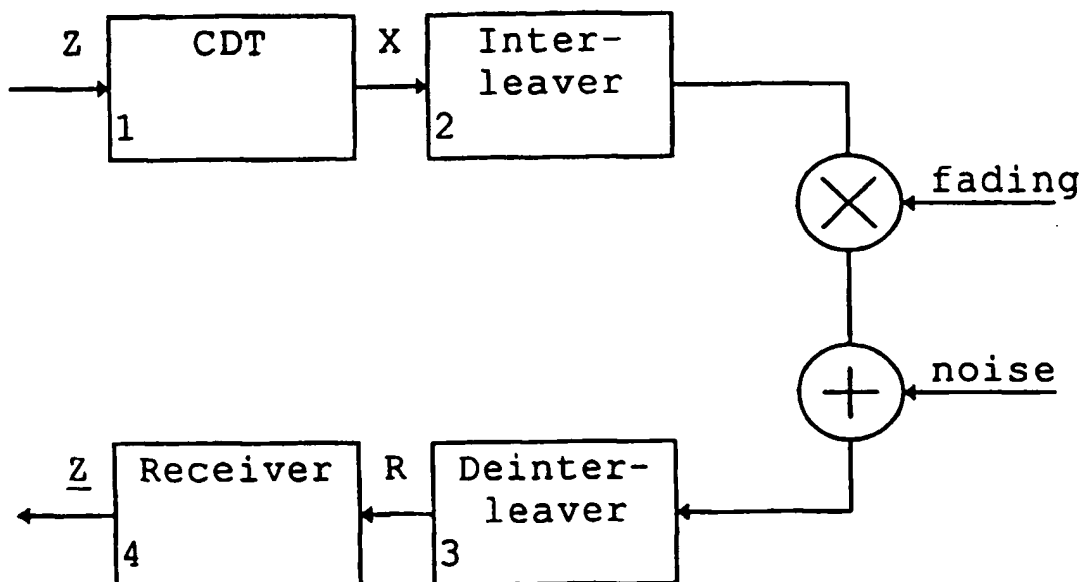 Z
CDT
1
X
Inter-
leaver
2
fading
noise
Z
Receiver
4
R
Deinter-
leaver
3